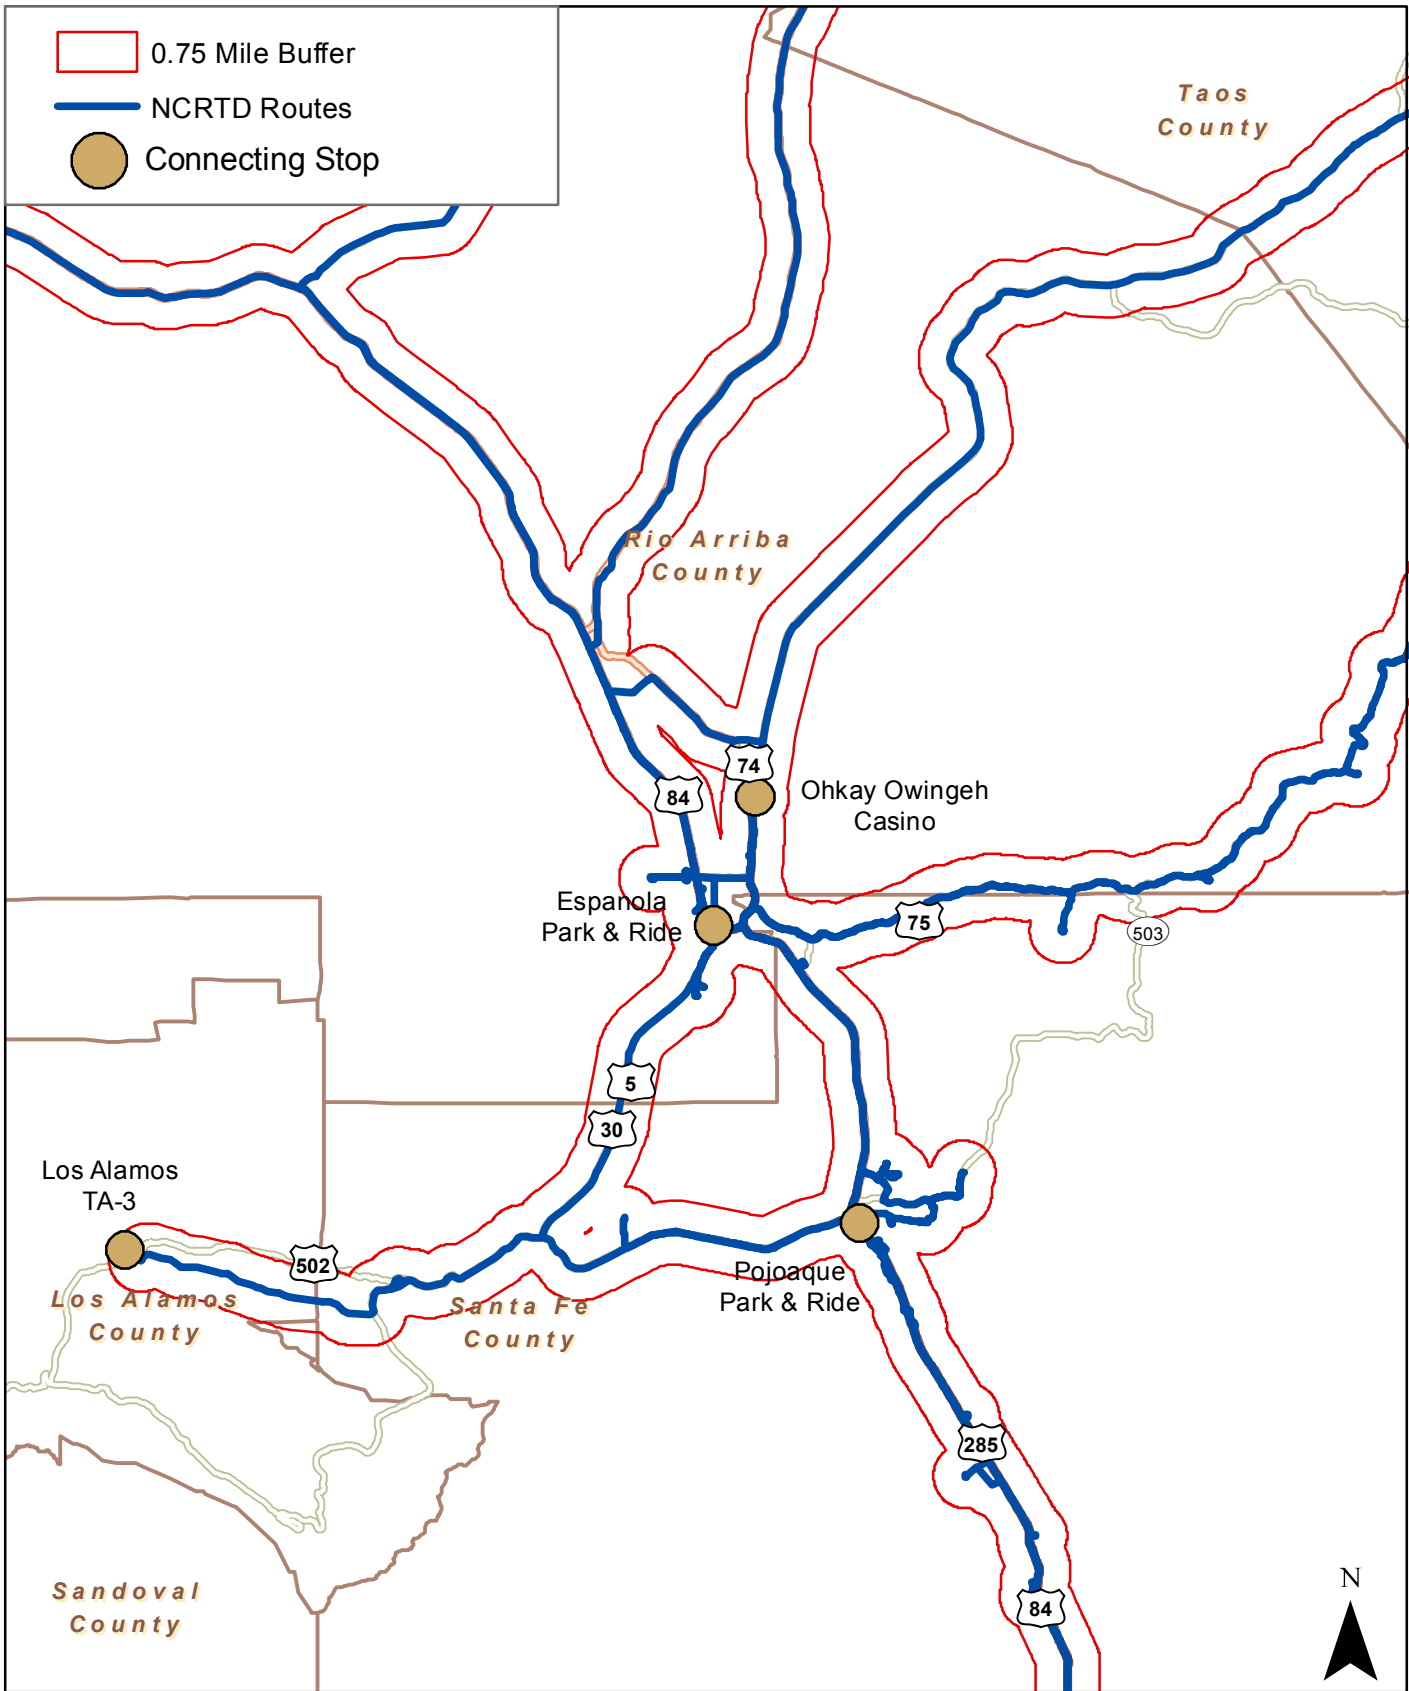 0.75 Mile Buffer
NCRTD Routes
Connecting Stop
Taos
County
Rio Arriba
County
74
84
Ohkay Owingeh
Casino
Espanola
Park & Ride
75
503
5
30
Los Alamos
TA-3
502
Los Alamos
County
Santa Fe
County
Pojoaque
Park & Ride
285
84
Sandoval
County
N